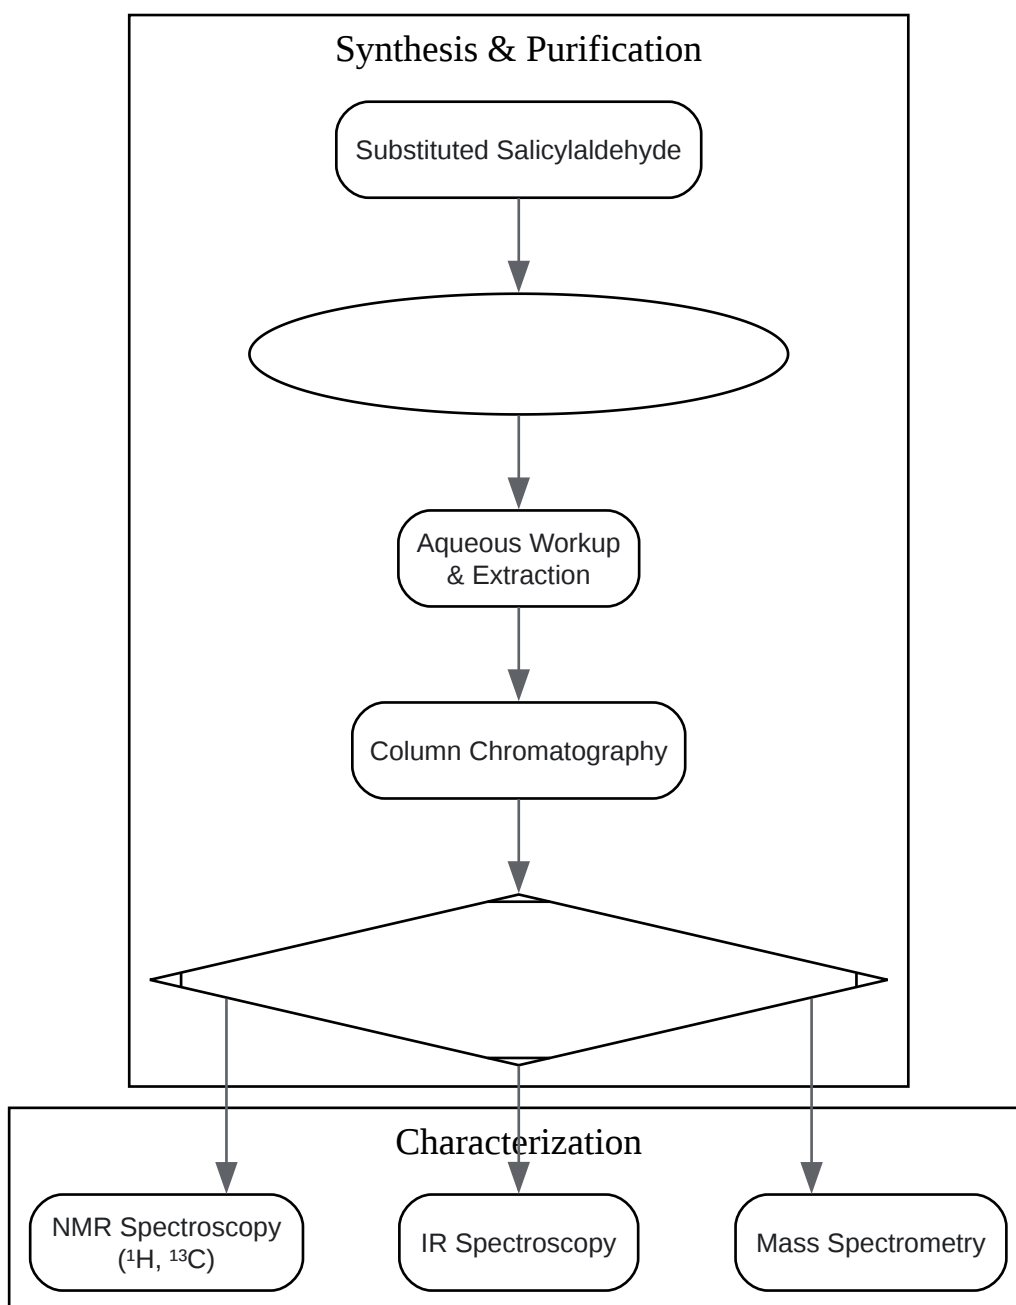 Synthesis & Purification
Substituted Salicylaldehyde
Aqueous Workup
& Extraction
Column Chromatography
Characterization
NMR Spectroscopy
(¹H, ¹³C)
IR Spectroscopy
Mass Spectrometry